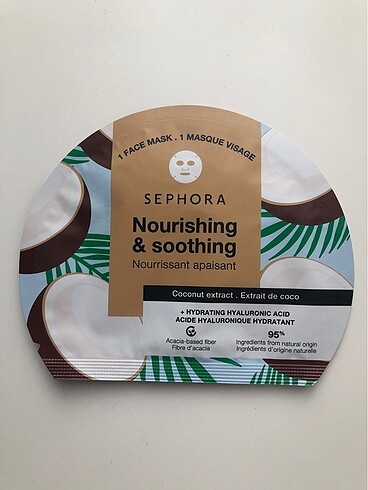 1 FACE MASK . 1 MASQUE VISAGE
SEPHORA
Nourishing
& soothing
Nourrissant apaisant
Coconut extract . Extrait de coco
+ HYDRATING HYALURONIC ACID
ACIDE HYALURONIQUE HYDRATANT
Acacia-based fiber
Fibre d'acacia
95%
Ingredients from natural origin
Ingrédients d'origine naturelle